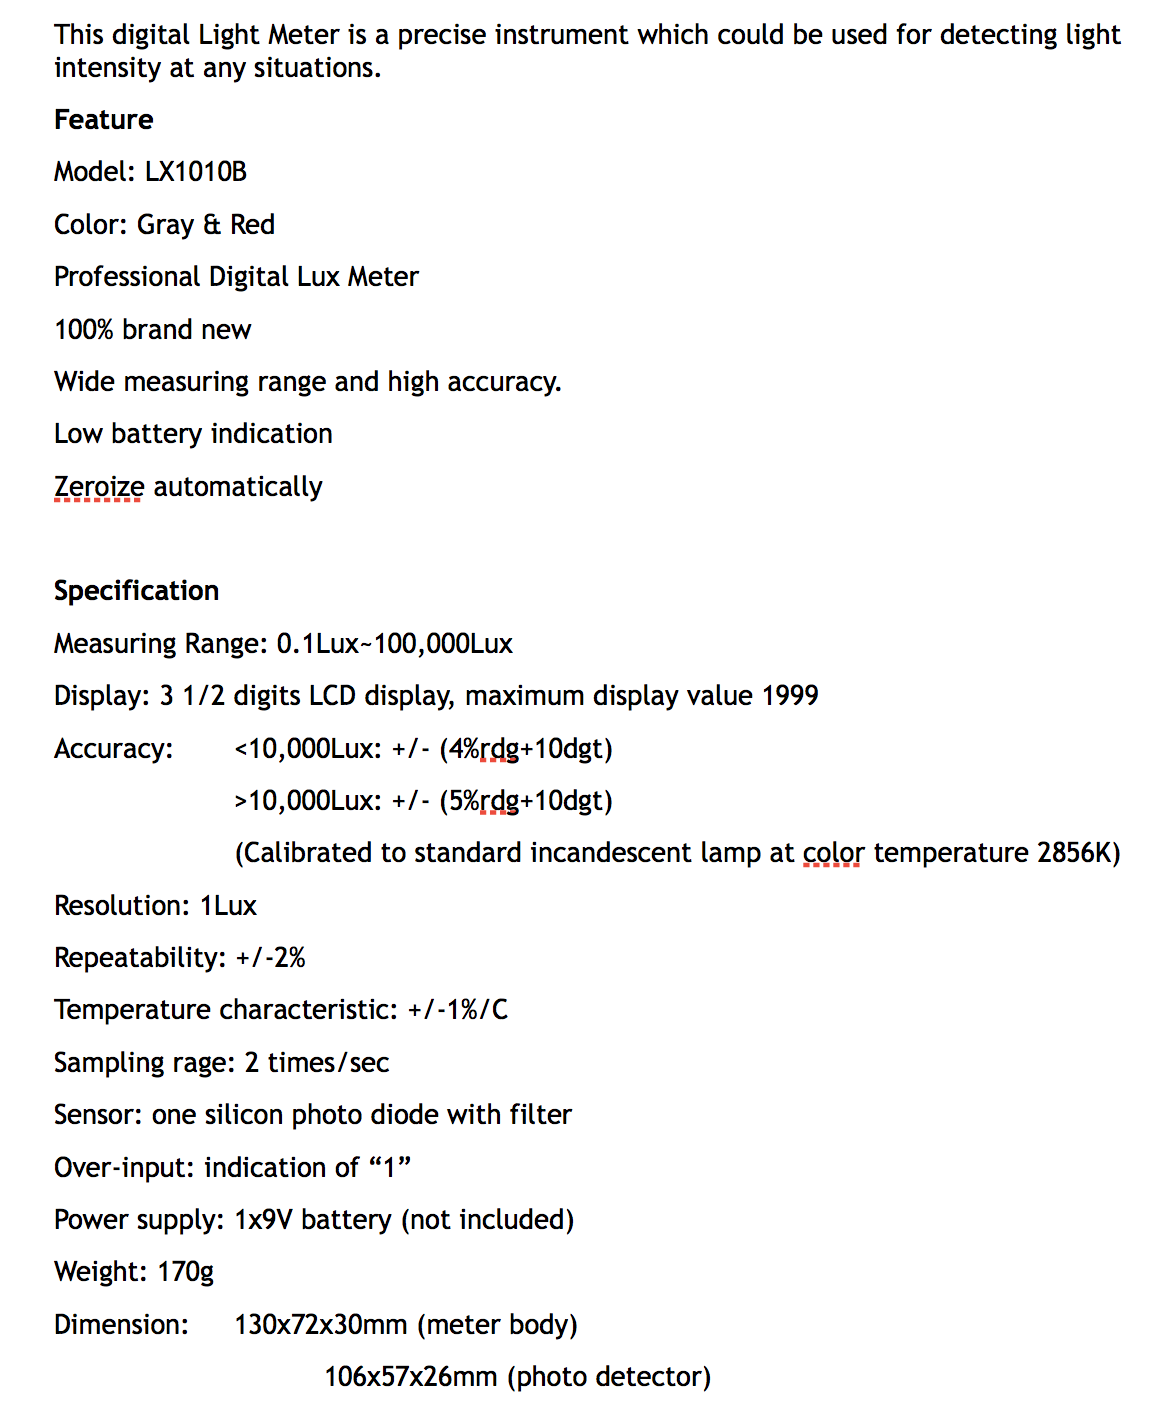 This digital Light Meter is a precise instrument which could be used for detecting light
intensity at any situations.
Feature
Model: LX1010B
Color: Gray & Red
Professional Digital Lux Meter
100% brand new
Wide measuring range and high accuracy.
Low battery indication
Zeroize automatically
Specification
Measuring Range: 0.1Lux~100,000Lux
Display: 3 1/2 digits LCD display, maximum display value 1999
Accuracy: <10,000Lux: +/- (4%rdg+10dgt)
>10,000Lux: +/- (5%rdg+10dgt)
(Calibrated to standard incandescent lamp at color temperature 2856K)
Resolution: 1Lux
Repeatability: +/-2%
Temperature characteristic: +/-1%/C
Sampling rage: 2 times/sec
Sensor: one silicon photo diode with filter
Over-input: indication of “1”
Power supply: 1x9V battery (not included)
Weight: 170g
Dimension: 130x72x30mm (meter body)
106x57x26mm (photo detector)